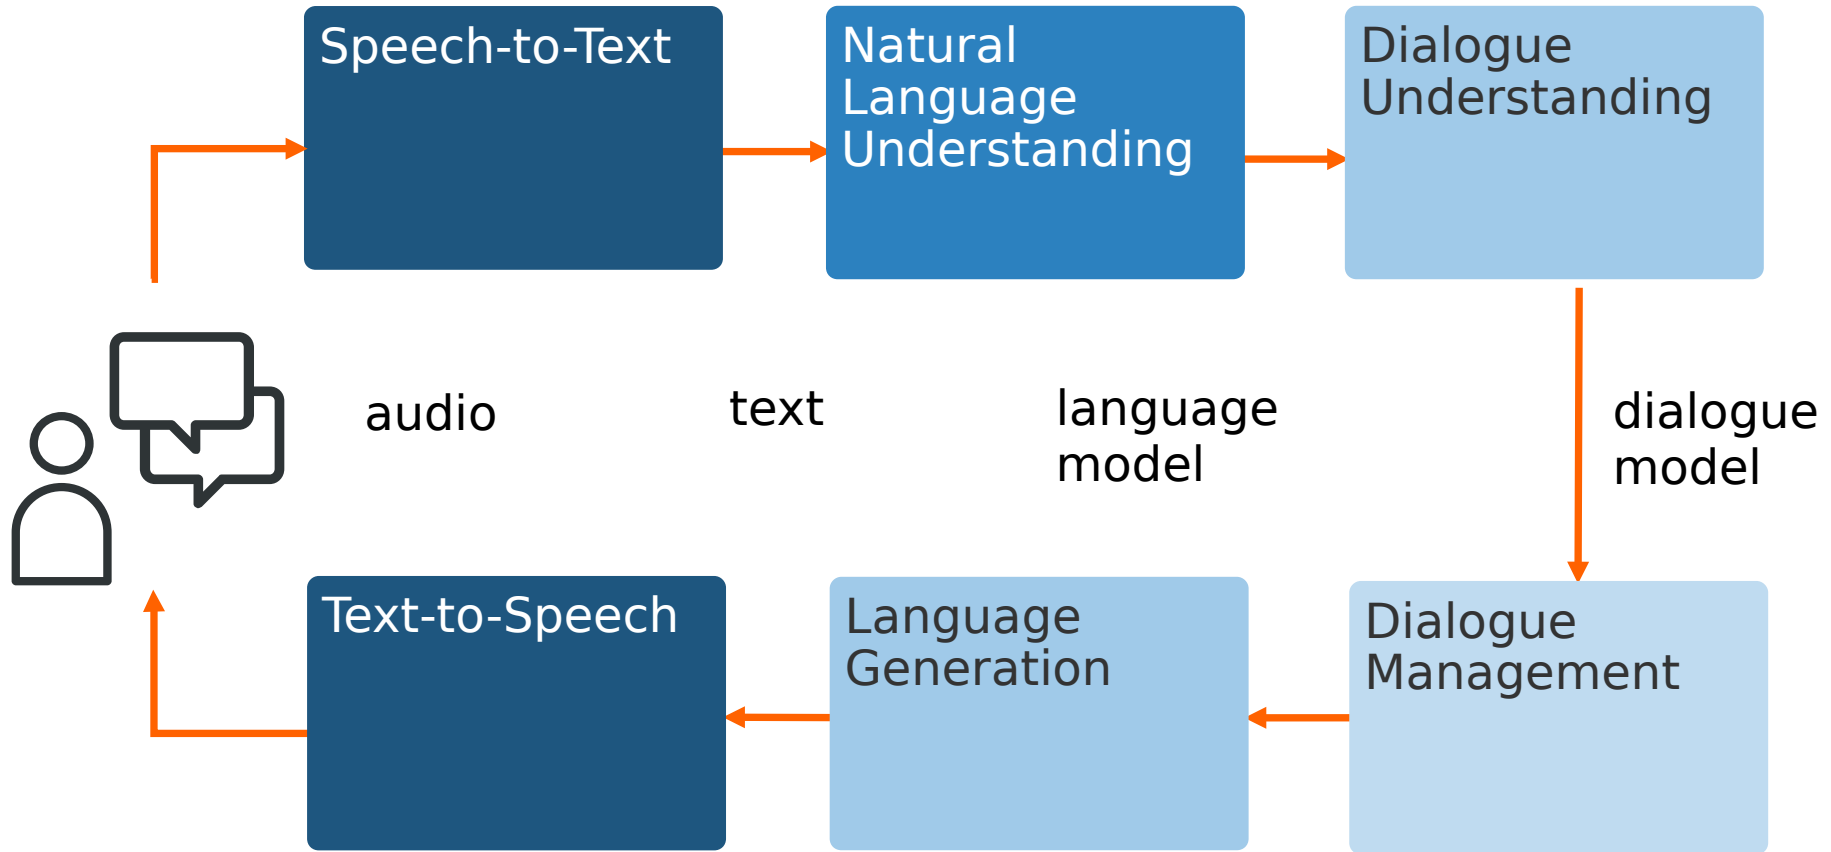 Speech-to-Text
Natural
Language
Understanding
Dialogue
Understanding
audio
text
language
model
dialogue
model
Text-to-Speech
Language
Generation
Dialogue
Management